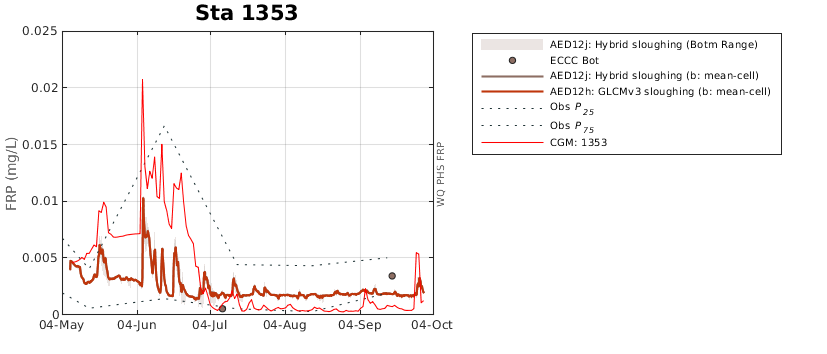 Sta 1353
0.025
0.02
0.015
0.01
0.005
0
FRP (mg/L)
04-May
04-Jun
04-Jul
04-Aug
04-Sep
04-Oct
WQ PHS FRP
AED12j: Hybrid sloughing (Botm Range)
ECCC Bot
AED12j: Hybrid sloughing (b: mean-cell)
AED12h: GLCMv3 sloughing (b: mean-cell)
Obs P 25
Obs P 75
CGM: 1353